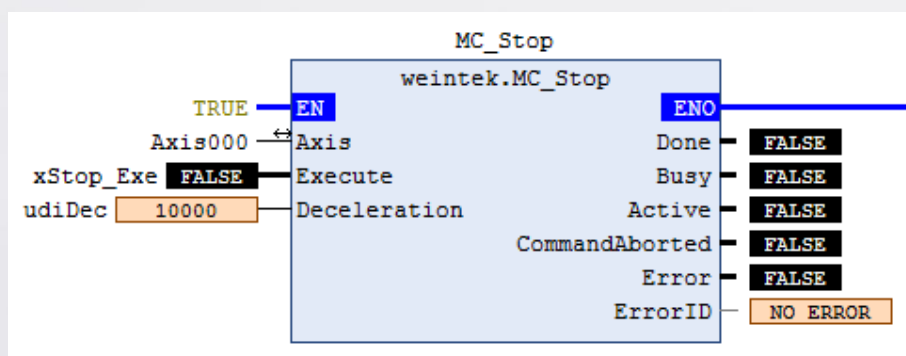 MC_Stop
weintek.MC_Stop
TRUE EN ENO
Axis000 Axis Done FALSE
xStop_Exe FALSE Execute Busy FALSE
udiDec 10000 Deceleration Active FALSE
CommandAborted FALSE
Error FALSE
ErrorID NO ERROR